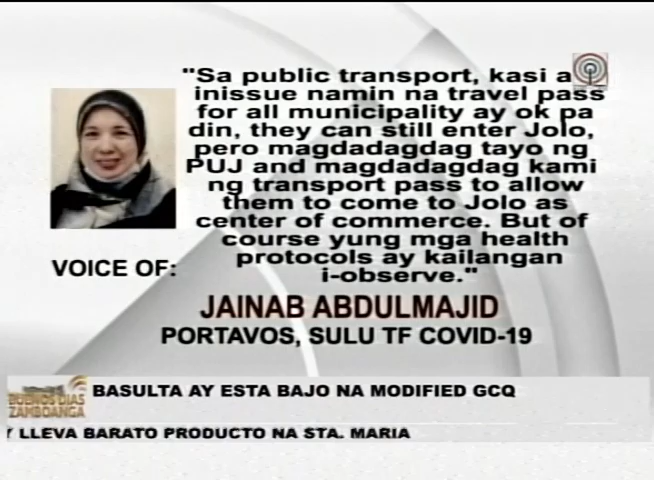 "Sa public transport, kasi a
inissue namin na travel pass
for all municipality ay ok pa
din, they can still enter Jolo,
pero magdadagdag tayo ng
PUJ and magdadagdag kami
ng transport pass to allow
them to come to Jolo as
center of commerce. But of
course yung mga health
protocols ay kailangan
i-observe."
VOICE OF:
JAINAB ABDULMAJID
PORTAVOS, SULU TF COVID-19
BUENOS DIAS
ZAMBOANGA
BASULTA AY ESTA BAJO NA MODIFIED GCQ
Y LLEVA BARATO PRODUCTO NA STA. MARIA